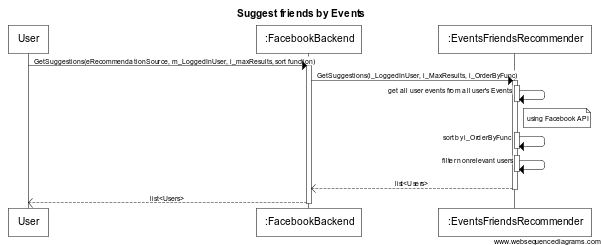 Suggest friends by Events
User
:FacebookBackend
:EventsFriendsRecommender
GetSuggestions(eRecommendationSource, m_LoggedInUser, i_maxResults,sort function)
GetSuggestions(i_LoggedInUser, i_MaxResults, i_OrderByFunc)
get all user events from all user's Events
using Facebook API
sort by i_OrderByFunc
filter nonrelevant users
list<Users>
list<Users>
User
:FacebookBackend
:EventsFriendsRecommender
www.websequencediagrams.com